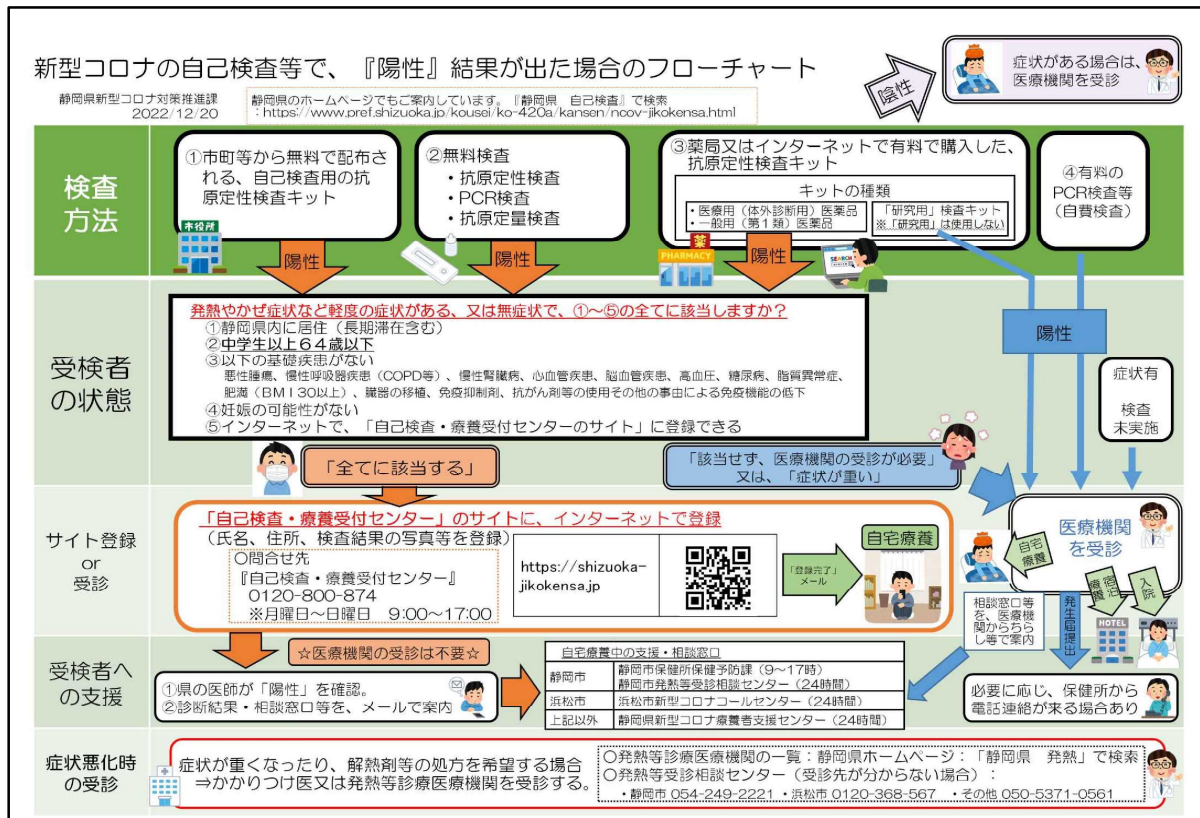 新型コロナの自己検査等で、『陽性』結果が出た場合のフローチャート
静岡県新型コロナ対策推進課
2022/12/20
静岡県のホームページでもご案内しています。『静岡県　自己検査』で検索
：https://www.pref.shizuoka.jp/kousei/ko-420a/kansen/ncov-jikokensa.html
陰性
症状がある場合は、
医療機関を受診
検査
方法
①市町等から無料で配布さ
れる、自己検査用の抗
原定性検査キット
市役所
②無料検査
・抗原定性検査
・PCR検査
・抗原定量検査
③薬局又はインターネットで有料で購入した、
抗原定性検査キット
キットの種類
・医療用（体外診断用）医薬品
・一般用（第１類）医薬品
「研究用」検査キット
※「研究用」は使用しない
④有料の
PCR検査等
（自費検査）
薬
PHARMACY
SEARCH
陽性
陽性
陽性
陽性
受検者
の状態
発熱やかぜ症状など軽度の症状がある、又は無症状で、①～⑤の全てに該当しますか？
①静岡県内に居住（長期滞在含む）
②中学生以上６４歳以下
③以下の基礎疾患がない
悪性腫瘍、慢性呼吸器疾患（COPD等）、慢性腎臓病、心血管疾患、脳血管疾患、高血圧、糖尿病、脂質異常症、
肥満（ＢＭＩ30以上）、臓器の移植、免疫抑制剤、抗がん剤等の使用その他の事由による免疫機能の低下
④妊娠の可能性がない
⑤インターネットで、「自己検査・療養受付センターのサイト」に登録できる
症状有
検査
未実施
「全てに該当する」
「該当せず、医療機関の受診が必要」
又は、「症状が重い」
サイト登録
or
受診
「自己検査・療養受付センター」のサイトに、インターネットで登録
（氏名、住所、検査結果の写真等を登録）
〇問合せ先
『自己検査・療養受付センター』
0120-800-874
※月曜日～日曜日　9:00～17:00
https://shizuoka-
jikokensa.jp
「登録完了」
メール
自宅療養
医療機関
を受診
自宅
療養
宿泊
療養
入院
HOTEL
相談窓口等
を、医療機
関からちら
し等で案内
発生届提出
受検者へ
の支援
☆医療機関の受診は不要☆
①県の医師が「陽性」を確認。
②診断結果・相談窓口等を、メールで案内
自宅療養中の支援・相談窓口
静岡市
静岡市保健所保健予防課（9～17時）
静岡市発熱等受診相談センター（24時間）
浜松市
浜松市新型コロナコールセンター（24時間）
上記以外
静岡県新型コロナ療養者支援センター（24時間）
必要に応じ、保健所から
電話連絡が来る場合あり
症状悪化時
の受診
症状が重くなったり、解熱剤等の処方を希望する場合
⇒かかりつけ医又は発熱等診療医療機関を受診する。
〇発熱等診療医療機関の一覧：静岡県ホームページ：「静岡県　発熱」で検索
〇発熱等受診相談センター（受診先が分からない場合）：
・静岡市 054-249-2221 ・浜松市 0120-368-567　・その他 050-5371-0561